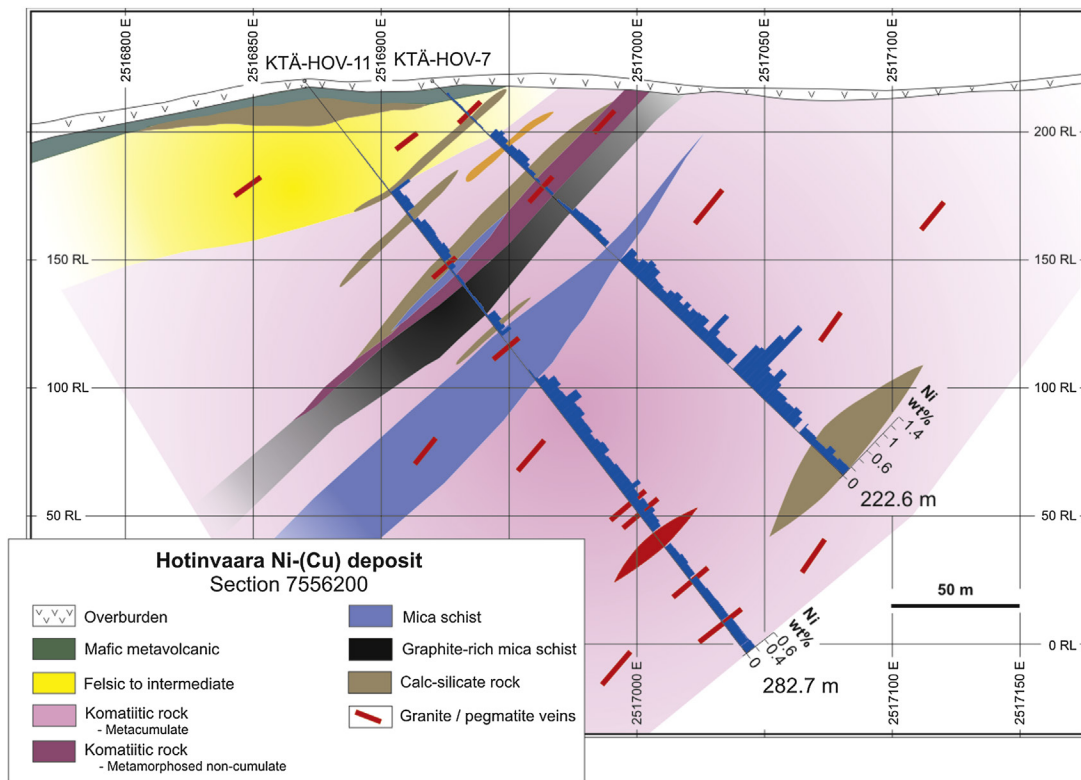 2516800 E
2516850 E
2516900 E
2517000 E
2517050 E
2517100 E
KTÄ-HOV-11
KTÄ-HOV-7
200 RL
150 RL
150 RL
100 RL
100 RL
50 RL
50 RL
0 RL
Ni
wt%
1.4
1
0.6
0
222.6 m
50 m
Ni
wt%
0.6
0.4
0
282.7 m
2517000 E
2517100 E
2517150 E
Hotinvaara Ni-(Cu) deposit
Section 7556200
Overburden
Mafic metavolcanic
Felsic to intermediate
Komatiitic rock
- Metacumulate
Komatiitic rock
- Metamorphosed non-cumulate
Mica schist
Graphite-rich mica schist
Calc-silicate rock
Granite / pegmatite veins